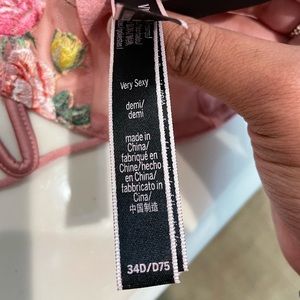 Very Sexy
demi/
demi
made in
China/
fabriqué en
Chine/hecho
en China/
fabbricato in
Cina/
中国制造
34D/D75